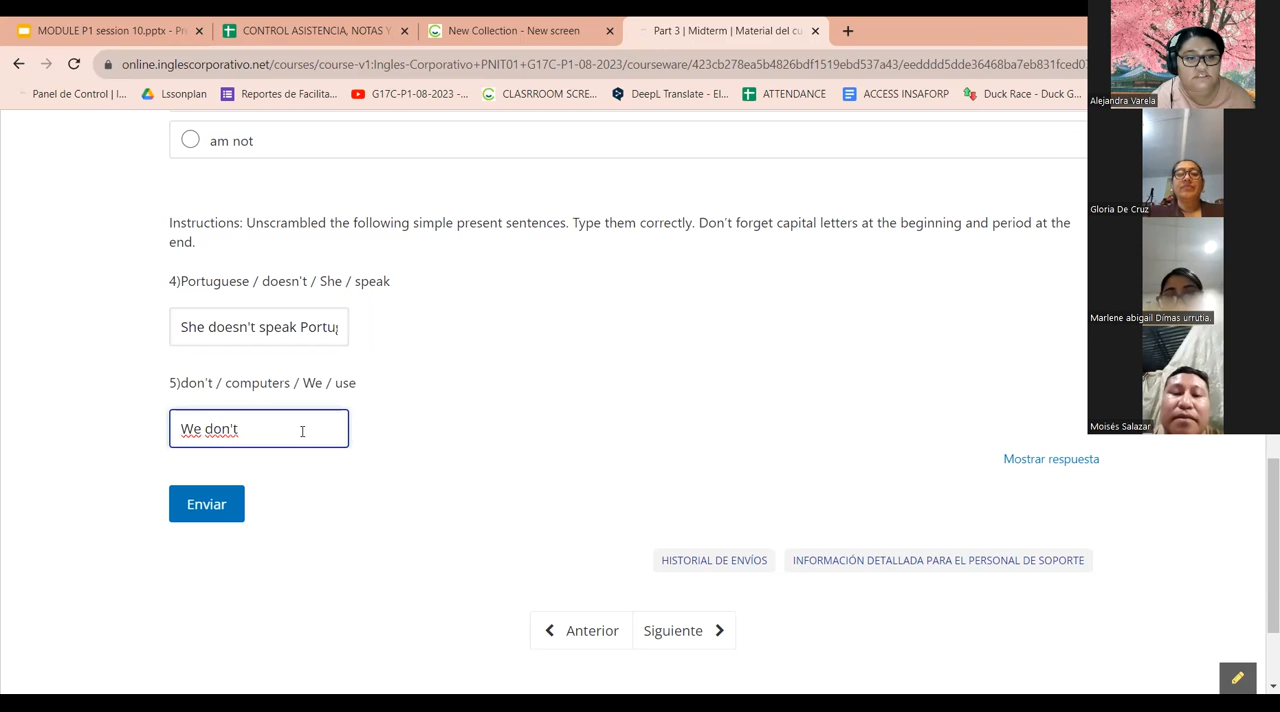 MODULE P1 session 10.pptx - Pr
CONTROL ASISTENCIA, NOTAS Y
New Collection - New screen
Part 3 | Midterm | Material del cu
online.inglescorporativo.net/courses/course-v1:Ingles-Corporativo+PNIT01+G17C-P1-08-2023/courseware/423cb278ea5b4826bdf1519ebd537a43/eedddd5dde36468ba7eb831fced07
Panel de Control | I...
Lssonplan
Reportes de Facilita...
G17C-P1-08-2023 -...
CLASSROOM SCRE...
DeepL Translate - El...
ATTENDANCE
ACCESS INSAFORP
Duck Race - Duck G...
am not
Instructions: Unscrambled the following simple present sentences. Type them correctly. Don't forget capital letters at the beginning and period at the
end.
4)Portuguese / doesn't / She / speak
She doesn't speak Portug
5)don't / computers / We / use
We don't
Mostrar respuesta
Enviar
HISTORIAL DE ENVÍOS
INFORMACIÓN DETALLADA PARA EL PERSONAL DE SOPORTE
Anterior
Siguiente
Alejandra Varela
Gloria De Cruz
Marlene abigail Dimas urrutia.
Moisés Salazar